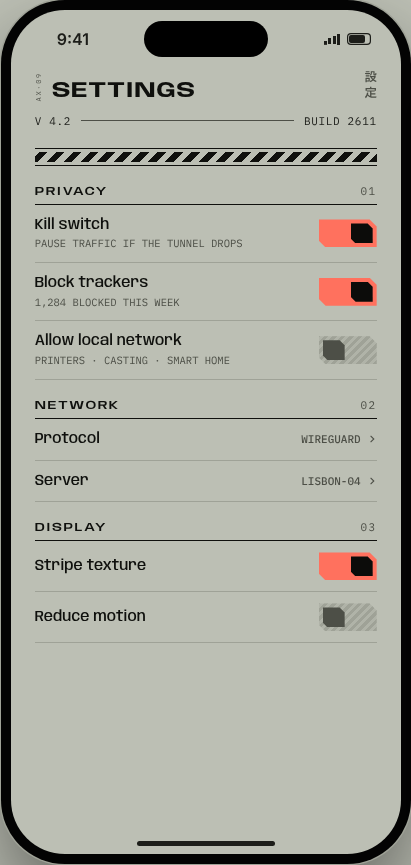 9:41
AX-09
SETTINGS
設定
V 4.2
BUILD 2611
PRIVACY 01
Kill switch
PAUSE TRAFFIC IF THE TUNNEL DROPS
Block trackers
1,284 BLOCKED THIS WEEK
Allow local network
PRINTERS · CASTING · SMART HOME
NETWORK 02
Protocol WIREGUARD >
Server LISBON-04 >
DISPLAY 03
Stripe texture
Reduce motion